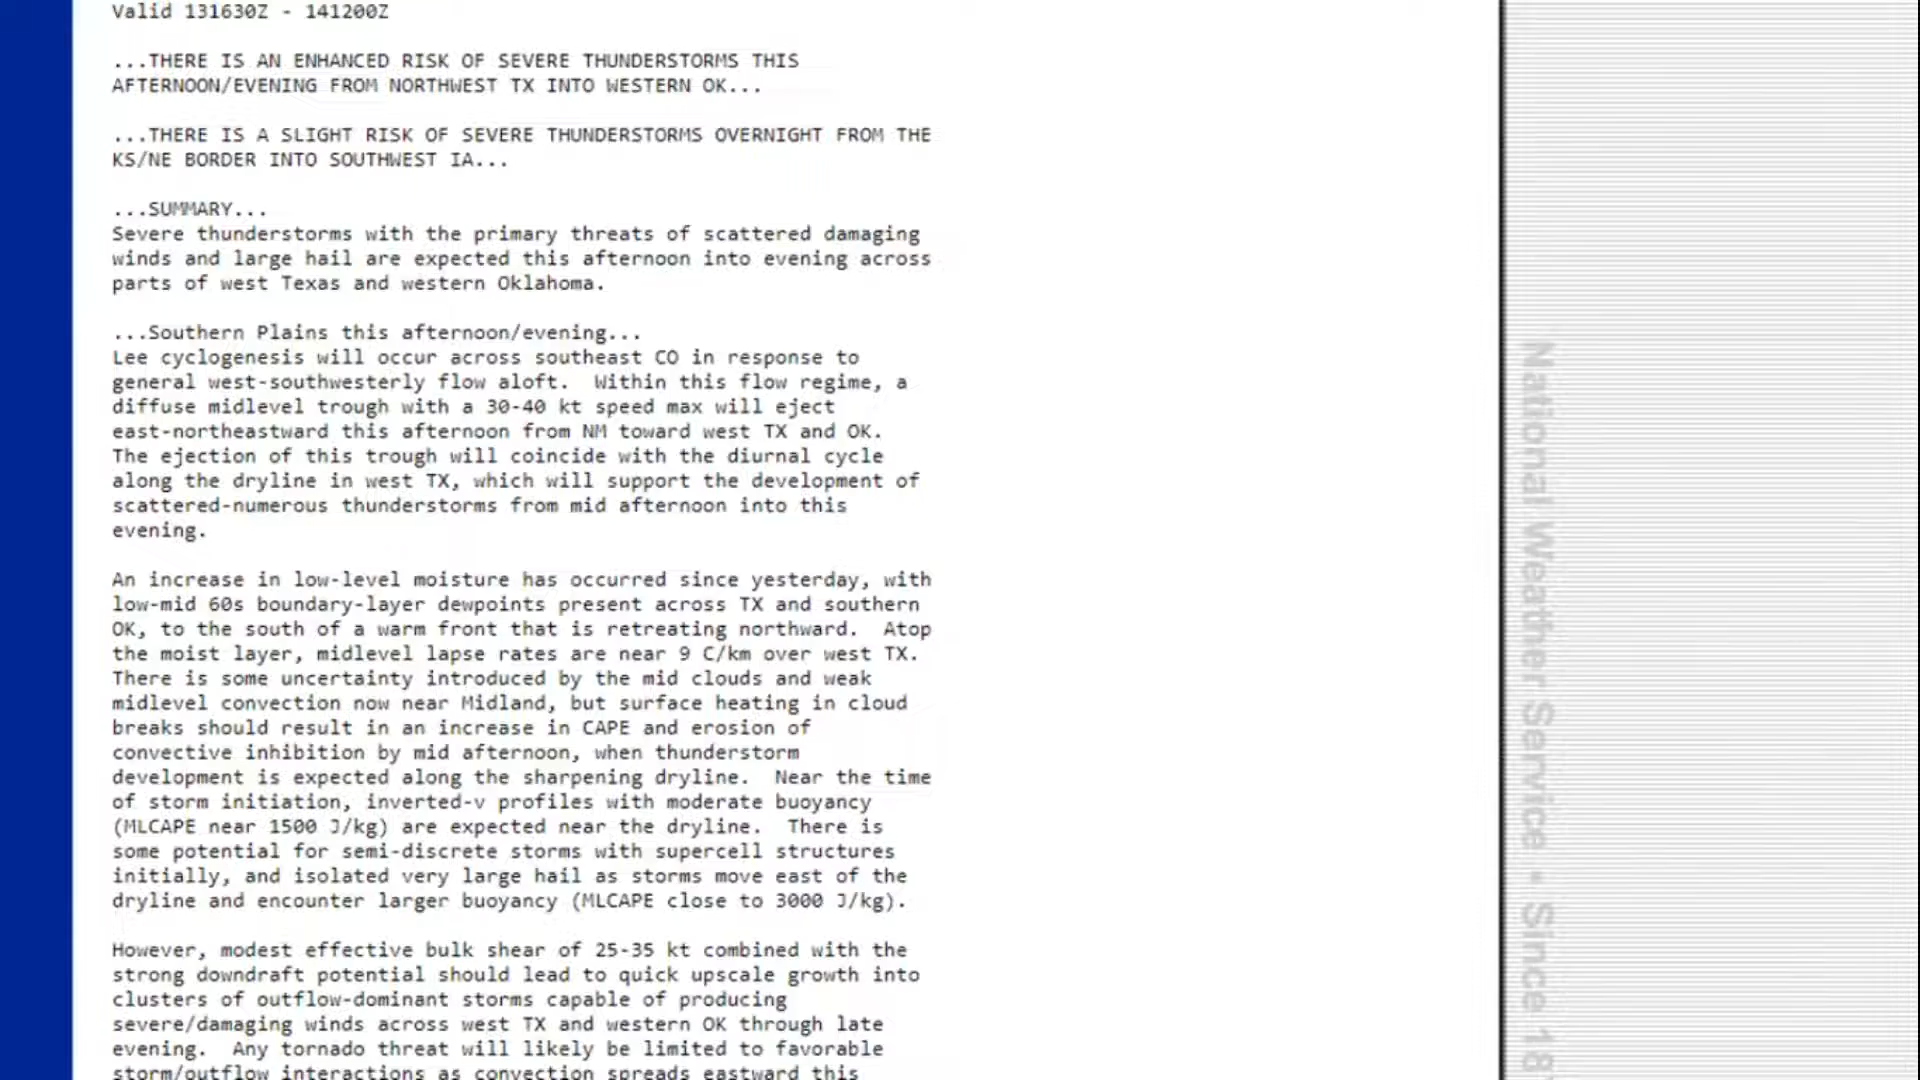 Valid 131630Z - 141200Z
...THERE IS AN ENHANCED RISK OF SEVERE THUNDERSTORMS THIS
AFTERNOON/EVENING FROM NORTHWEST TX INTO WESTERN OK...
...THERE IS A SLIGHT RISK OF SEVERE THUNDERSTORMS OVERNIGHT FROM THE
KS/NE BORDER INTO SOUTHWEST IA...
...SUMMARY...
Severe thunderstorms with the primary threats of scattered damaging
winds and large hail are expected this afternoon into evening across
parts of west Texas and western Oklahoma.
...Southern Plains this afternoon/evening...
Lee cyclogenesis will occur across southeast CO in response to
general west-southwesterly flow aloft.  Within this flow regime, a
diffuse midlevel trough with a 30-40 kt speed max will eject
east-northeastward this afternoon from NM toward west TX and OK.
The ejection of this trough will coincide with the diurnal cycle
along the dryline in west TX, which will support the development of
scattered-numerous thunderstorms from mid afternoon into this
evening.
An increase in low-level moisture has occurred since yesterday, with
low-mid 60s boundary-layer dewpoints present across TX and southern
OK, to the south of a warm front that is retreating northward.  Atop
the moist layer, midlevel lapse rates are near 9 C/km over west TX.
There is some uncertainty introduced by the mid clouds and weak
midlevel convection now near Midland, but surface heating in cloud
breaks should result in an increase in CAPE and erosion of
convective inhibition by mid afternoon, when thunderstorm
development is expected along the sharpening dryline.  Near the time
of storm initiation, inverted-v profiles with moderate buoyancy
(MLCAPE near 1500 J/kg) are expected near the dryline.  There is
some potential for semi-discrete storms with supercell structures
initially, and isolated very large hail as storms move east of the
dryline and encounter larger buoyancy (MLCAPE close to 3000 J/kg).
However, modest effective bulk shear of 25-35 kt combined with the
strong downdraft potential should lead to quick upscale growth into
clusters of outflow-dominant storms capable of producing
severe/damaging winds across west TX and western OK through late
evening.  Any tornado threat will likely be limited to favorable
storm/outflow interactions as convection spreads eastward this
National Weather Service • Since 18